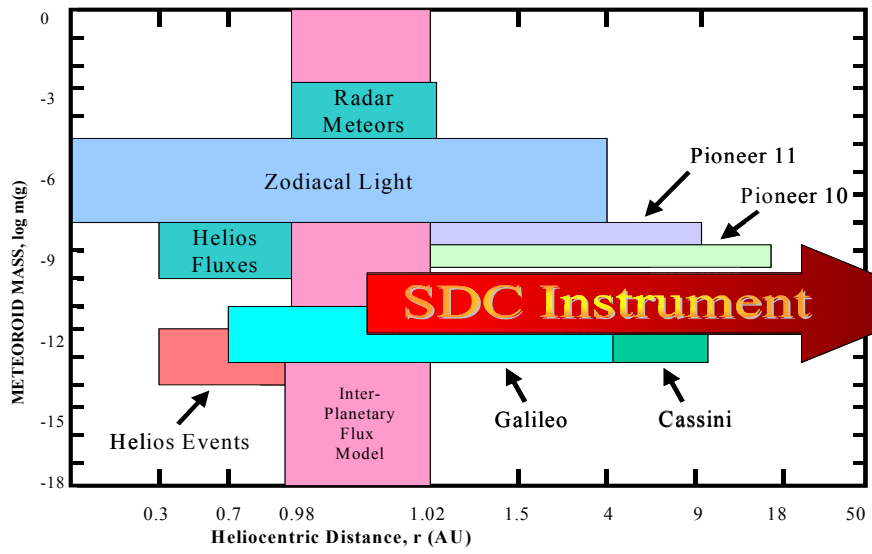 0
-3
-6
-9
-12
-15
-18
METEOROID MASS, log m(g)
Radar
Meteors
Zodiacal Light
Pioneer 11
Pioneer 10
Helios
Fluxes
SDC Instrument
Inter-
Planetary
Flux
Model
Galileo
Cassini
Helios Events
0.3
0.7
0.98
1.02
1.5
4
9
18
50
Heliocentric Distance, r (AU)